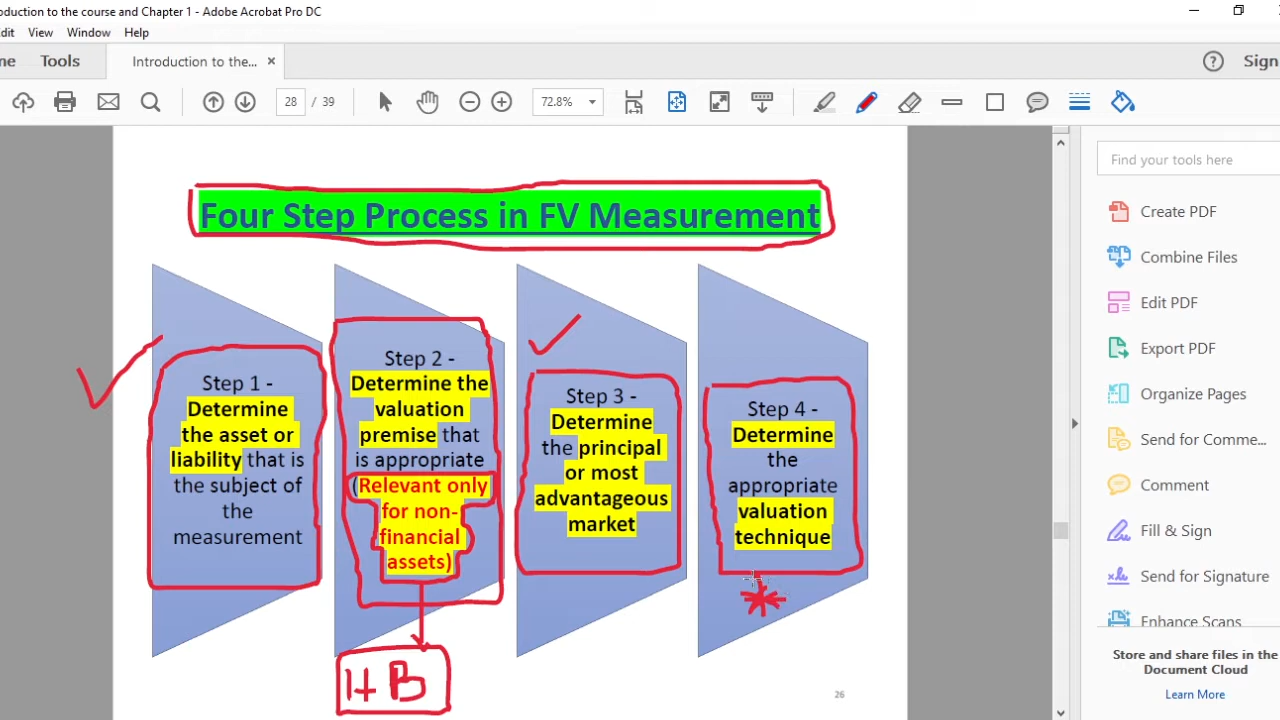 oduction to the course and Chapter 1 - Adobe Acrobat Pro DC
dit View Window Help
me Tools Introduction to the... × ? Sign
28 / 39 72.8%
Four Step Process in FV Measurement
Step 1 -
Determine
the asset or
liability that is
the subject of
the
measurement
Step 2 -
Determine the
valuation
premise that
is appropriate
(Relevant only
for non-
financial
assets)
H B
Step 3 -
Determine
the principal
or most
advantageous
market
Step 4 -
Determine
the
appropriate
valuation
technique
26
Find your tools here
Create PDF
Combine Files
Edit PDF
Export PDF
Organize Pages
Send for Comme...
Comment
Fill & Sign
Send for Signature
Enhance Scans
Store and share files in the
Document Cloud
Learn More